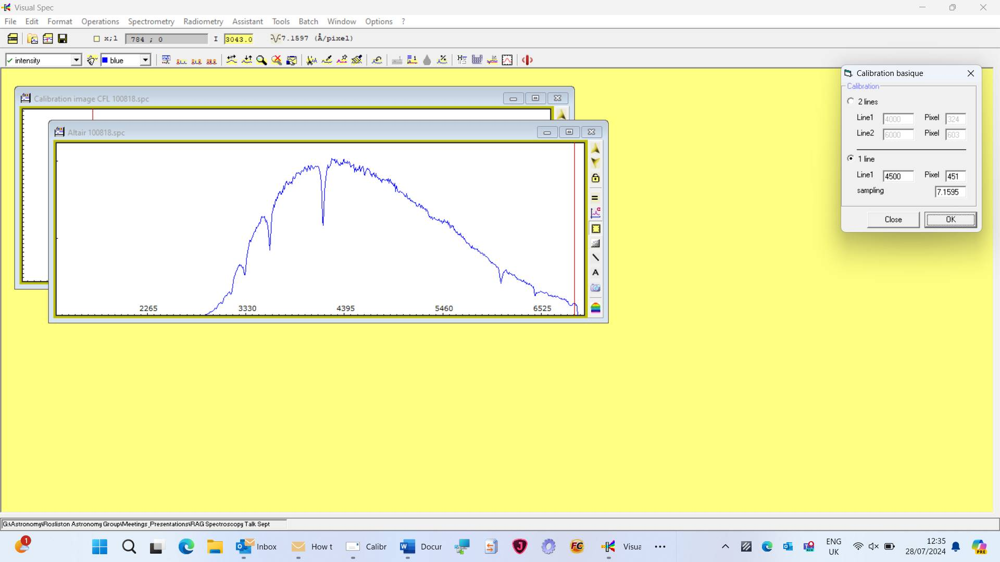 Visual Spec
File Edit Format Operations Spectrometry Radiometry Assistant Tools Batch Window Options ?
x;l 784 ; 0 I 3043.0 7.1597 (Å/pixel)
intensity blue
Calibration image CFL 100818.spc
Altair 100818.spc
2265 3330 4395 5460 6525
A
Calibration basique
Calibration
2 lines
Line1 4000 Pixel 324
Line2 6000 Pixel 603
1 line
Line1 4500 Pixel 451
sampling 7.1595
Close OK
G:\Astronomy\Rosliston Astronomy Group\Meetings_Presentations\RAG Spectroscopy Talk Sept
1 Inbox How t Calibr Docur FC Visua ENG UK 12:35 28/07/2024 PRE